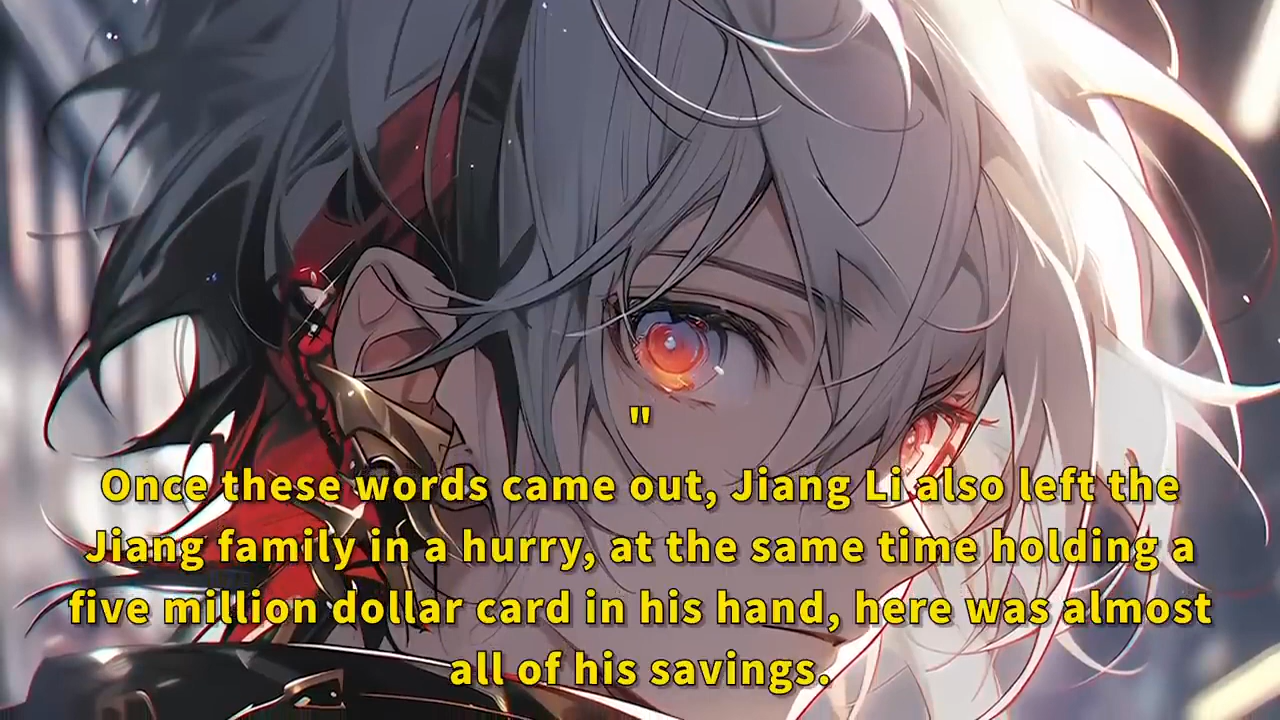 "
Once these words came out, Jiang Li also left the
Jiang family in a hurry, at the same time holding a
five million dollar card in his hand, here was almost
all of his savings.